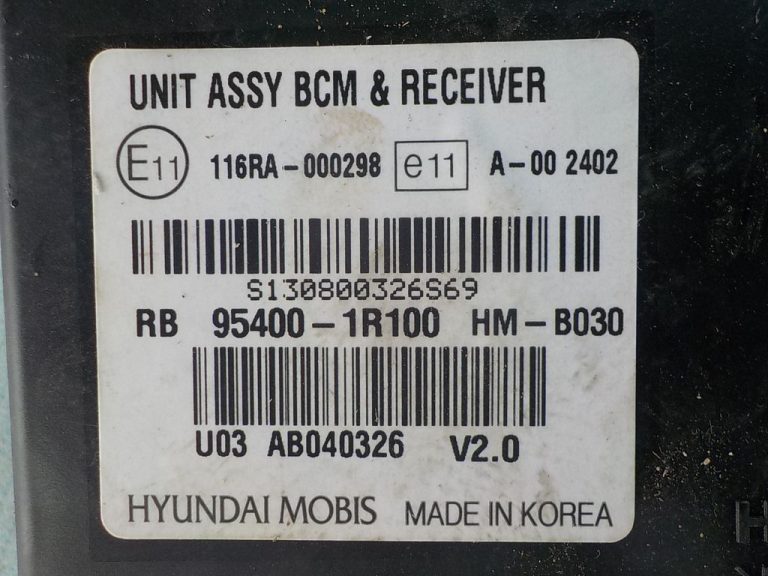 UNIT ASSY BCM & RECEIVER
E11 116RA-000298 e11 A-00 2402
S130800326S69
RB 95400-1R100 HM-B030
U03 AB040326 V2.0
HYUNDAI MOBIS MADE IN KOREA